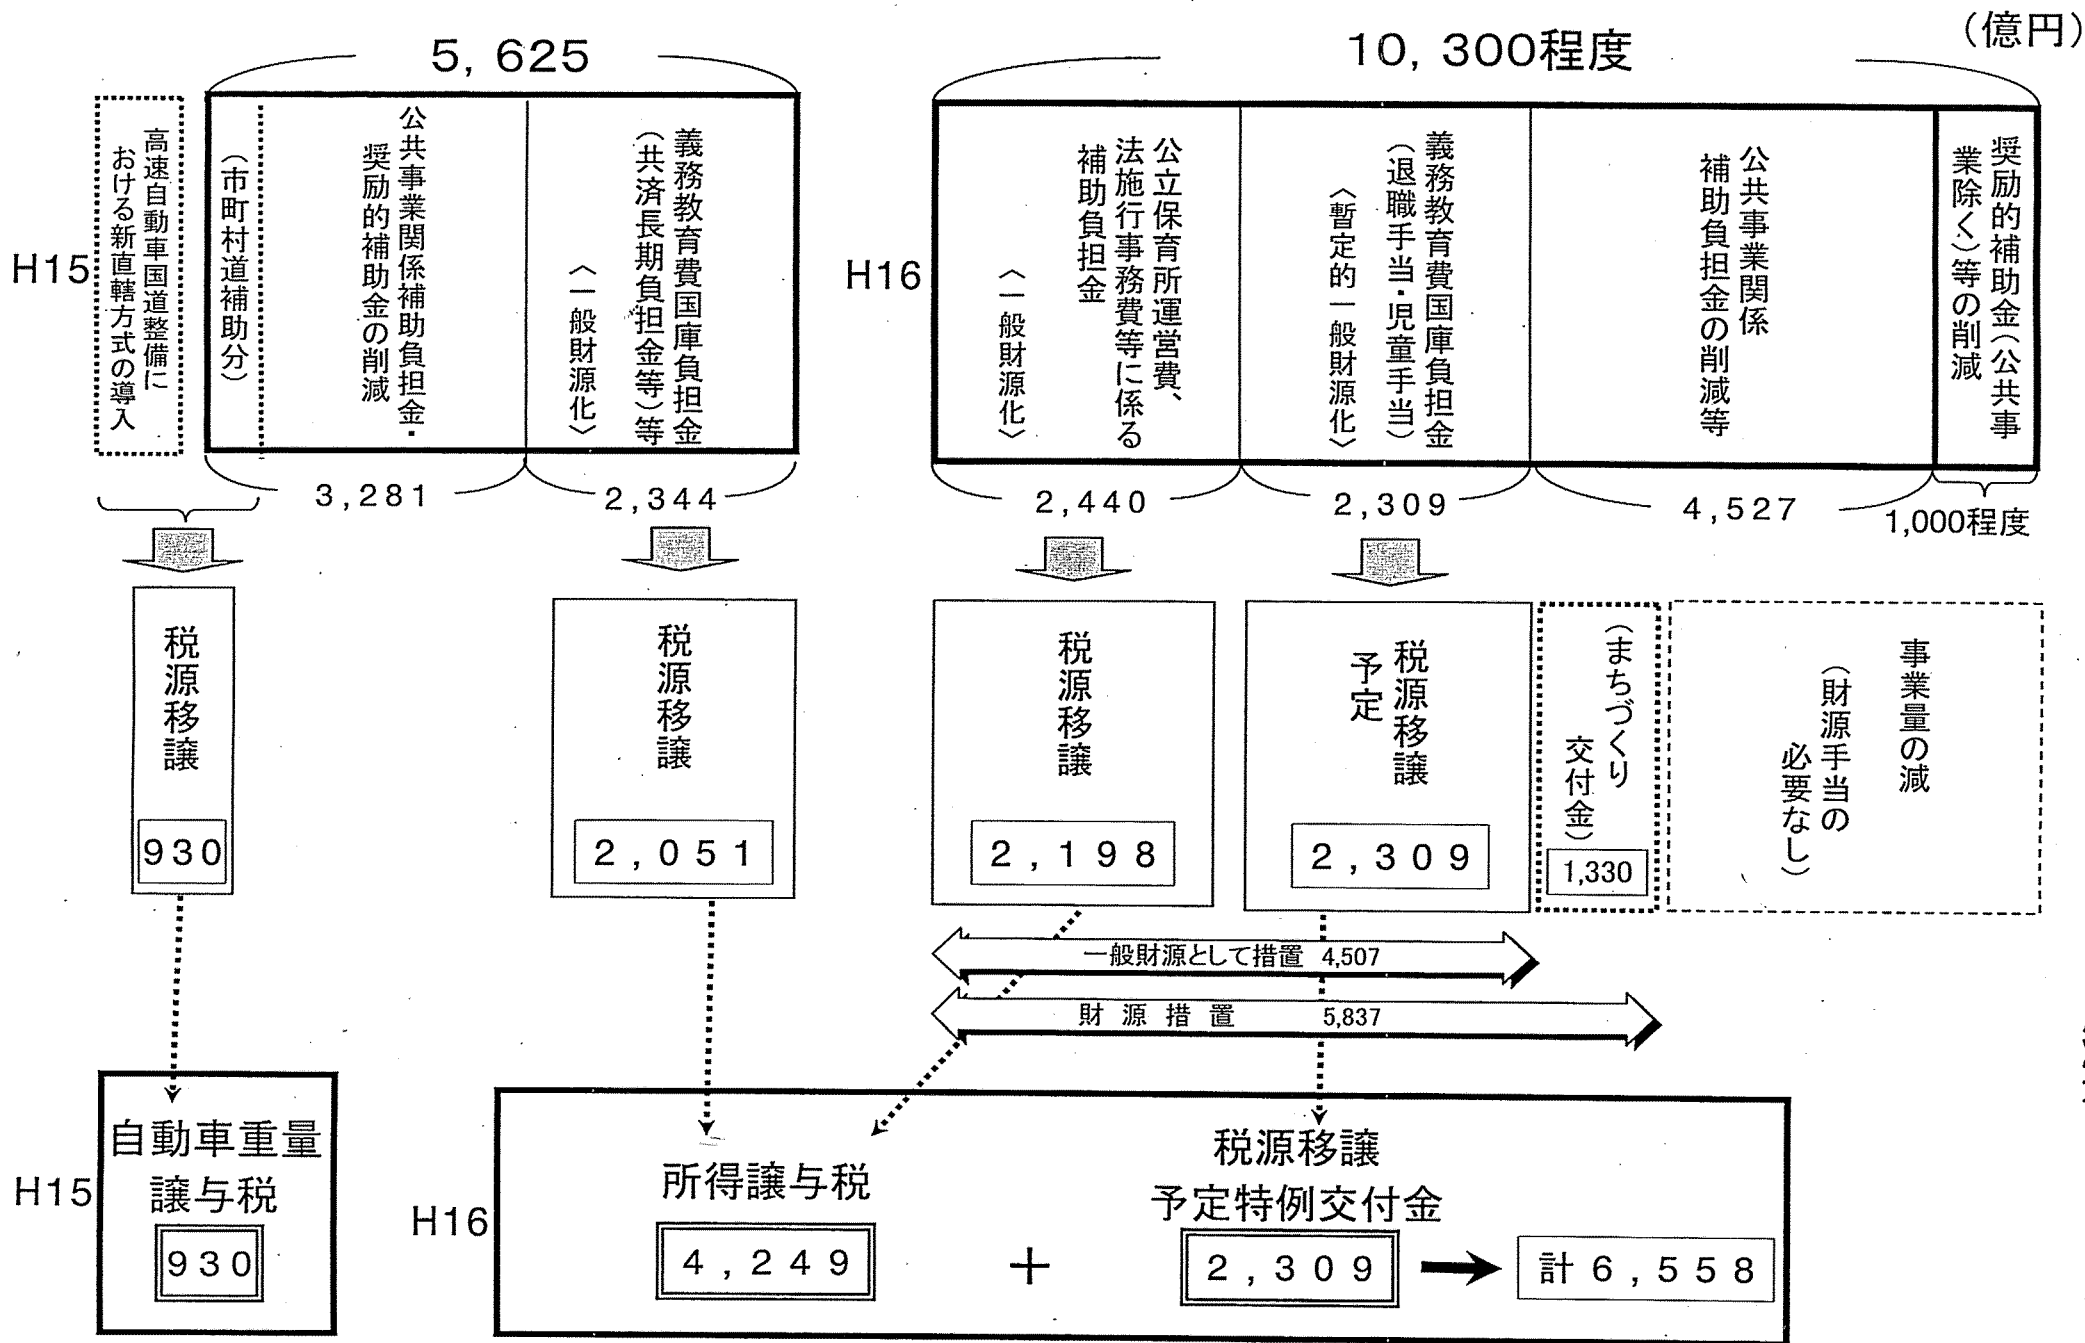 (億円)
5,625
10,300程度
H15
高速自動車国道整備に
おける新直轄方式の導入
(市町村道補助分)
公共事業関係補助負担金・
奨励的補助金の削減
義務教育費国庫負担金
(共済長期負担金等)等
〈一般財源化〉
H16
公立保育所運営費、
法施行事務費等に係る
補助負担金
〈一般財源化〉
義務教育費国庫負担金
(退職手当・児童手当)
〈暫定的一般財源化〉
公共事業関係
補助負担金の削減等
奨励的補助金(公共事
業除く)等の削減
3,281
2,344
2,440
2,309
4,527
1,000程度
税源移譲
930
税源移譲
2,051
税源移譲
2,198
税源移譲
予定
2,309
(まちづくり
交付金)
1,330
事業量の減
(財源手当の
必要なし)
一般財源として措置 4,507
財源措置 5,837
H15
自動車重量
譲与税
930
H16
所得譲与税
4,249
+
税源移譲
予定特例交付金
2,309
計6,558